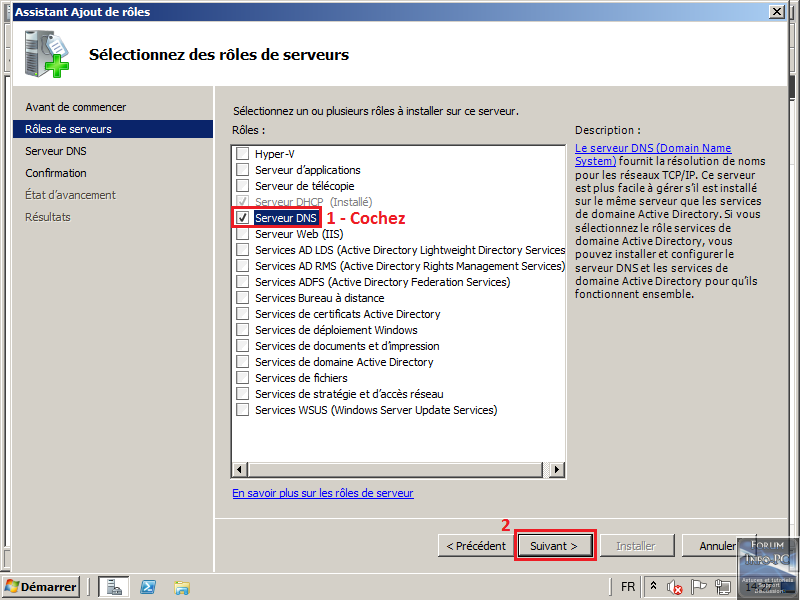 Assistant Ajout de rôles
Sélectionnez des rôles de serveurs
Avant de commencer
Rôles de serveurs
Serveur DNS
Confirmation
État d'avancement
Résultats
Sélectionnez un ou plusieurs rôles à installer sur ce serveur.
Rôles :
Hyper-V
Serveur d'applications
Serveur de télécopie
Serveur DHCP (Installé)
Serveur DNS
1 - Cochez
Serveur Web (IIS)
Services AD LDS (Active Directory Lightweight Directory Services
Services AD RMS (Active Directory Rights Management Services)
Services ADFS (Active Directory Federation Services)
Services Bureau à distance
Services de certificats Active Directory
Services de déploiement Windows
Services de documents et d'impression
Services de domaine Active Directory
Services de fichiers
Services de stratégie et d'accès réseau
Services WSUS (Windows Server Update Services)
En savoir plus sur les rôles de serveur
Description :
Le serveur DNS (Domain Name
System) fournit la résolution de noms
pour les réseaux TCP/IP. Ce serveur
est plus facile à gérer s'il est installé
sur le même serveur que les services
de domaine Active Directory. Si vous
sélectionnez le rôle services de
domaine Active Directory, vous
pouvez installer et configurer le
serveur DNS et les services de
domaine Active Directory pour qu'ils
fonctionnent ensemble.
2
< Précédent
Suivant >
Installer
Annuler
Démarrer
FR
Forum
Info PC
Astuces et tutoriels
Support
Discussion